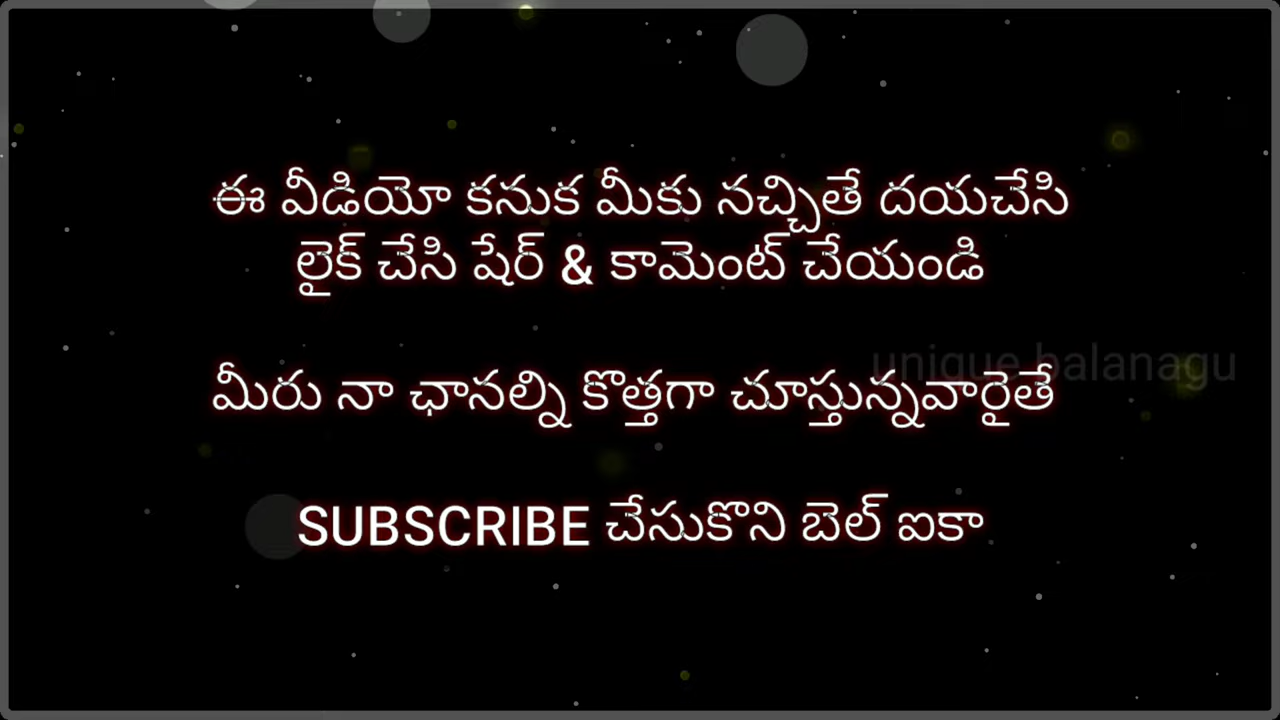 ఈ వీడియో కనుక మీకు నచ్చితే దయచేసి
లైక్ చేసి షేర్ & కామెంట్ చేయండి
unique balanagu
మీరు నా ఛానల్ని కొత్తగా చూస్తున్నవారైతే
SUBSCRIBE చేసుకొని బెల్ ఐకా